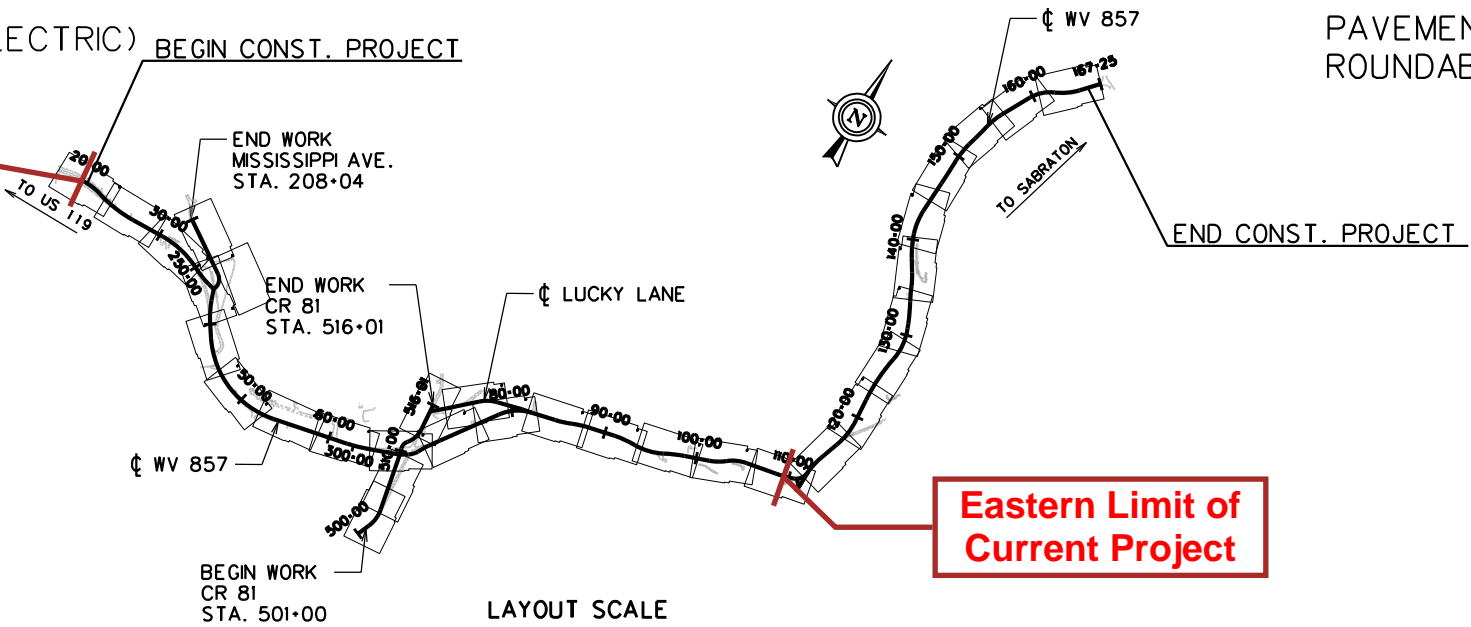 LECTRIC)
BEGIN CONST. PROJECT
℄ WV 857
PAVEMEN
ROUNDAB
END WORK
MISSISSIPPI AVE.
STA. 208+04
20+00
TO US 119
30+00
250+00
N
160+00
167+25
150+00
TO SABRATON
END CONST. PROJECT
140+00
END WORK
CR 81
STA. 516+01
℄ LUCKY LANE
130+00
50+00
60+00
300+00
516+01
80+00
90+00
100+00
110+00
120+00
℄ WV 857
510+00
500+00
Eastern Limit of
Current Project
BEGIN WORK
CR 81
STA. 501+00
LAYOUT SCALE